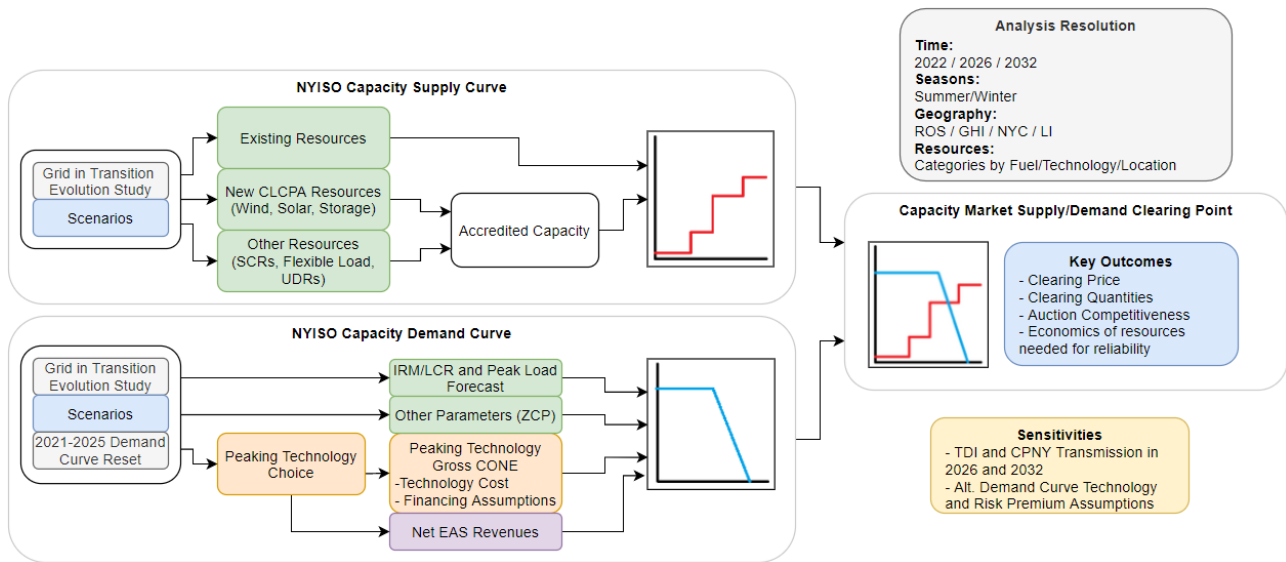 NYISO Capacity Supply Curve
Grid in Transition
Evolution Study
Scenarios
Existing Resources
New CLCPA Resources
(Wind, Solar, Storage)
Other Resources
(SCRs, Flexible Load,
UDRs)
Accredited Capacity
NYISO Capacity Demand Curve
Grid in Transition
Evolution Study
Scenarios
2021-2025 Demand
Curve Reset
Peaking Technology
Choice
IRM/LCR and Peak Load
Forecast
Other Parameters (ZCP)
Peaking Technology
Gross CONE
-Technology Cost
- Financing Assumptions
Net EAS Revenues
Analysis Resolution
Time:
2022 / 2026 / 2032
Seasons:
Summer/Winter
Geography:
ROS / GHI / NYC / LI
Resources:
Categories by Fuel/Technology/Location
Capacity Market Supply/Demand Clearing Point
Key Outcomes
- Clearing Price
- Clearing Quantities
- Auction Competitiveness
- Economics of resources
needed for reliability
Sensitivities
- TDI and CPNY Transmission in
2026 and 2032
- Alt. Demand Curve Technology
and Risk Premium Assumptions